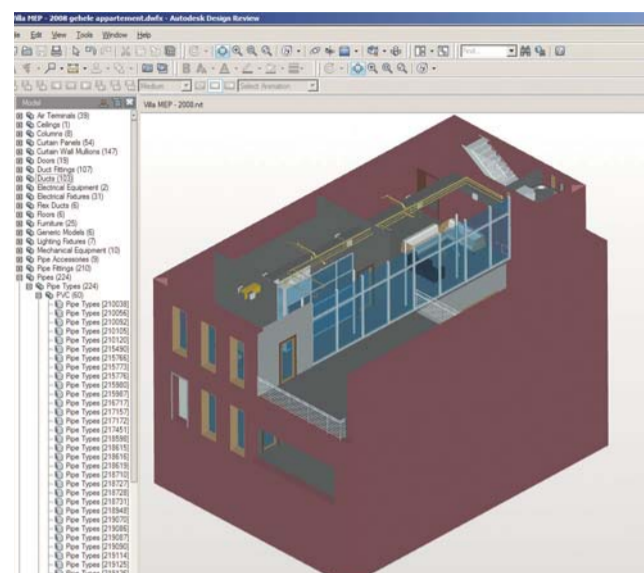 Villa MEP - 2008 gehele appartement.dwfx - Autodesk Design Review
File Edit View Tools Window Help
Text...
Medium
Select Animation
Model
Villa MEP - 2008.rvt
Air Terminals (39)
Ceilings (1)
Columns (8)
Curtain Panels (54)
Curtain Wall Mullions (147)
Doors (19)
Duct Fittings (107)
Ducts (103)
Electrical Equipment (2)
Electrical Fixtures (31)
Flex Ducts (6)
Floors (6)
Furniture (25)
Generic Models (6)
Lighting Fixtures (7)
Mechanical Equipment (10)
Pipe Accessories (9)
Pipe Fittings (210)
Pipes (224)
Pipe Types (224)
PVC (60)
Pipe Types [210038]
Pipe Types [210056]
Pipe Types [210092]
Pipe Types [210105]
Pipe Types [210120]
Pipe Types [215490]
Pipe Types [215766]
Pipe Types [215773]
Pipe Types [215776]
Pipe Types [215980]
Pipe Types [215987]
Pipe Types [216717]
Pipe Types [217157]
Pipe Types [217172]
Pipe Types [217451]
Pipe Types [218598]
Pipe Types [218615]
Pipe Types [218616]
Pipe Types [218619]
Pipe Types [218710]
Pipe Types [218727]
Pipe Types [218728]
Pipe Types [218731]
Pipe Types [218948]
Pipe Types [219070]
Pipe Types [219086]
Pipe Types [219087]
Pipe Types [219090]
Pipe Types [219114]
Pipe Types [219125]